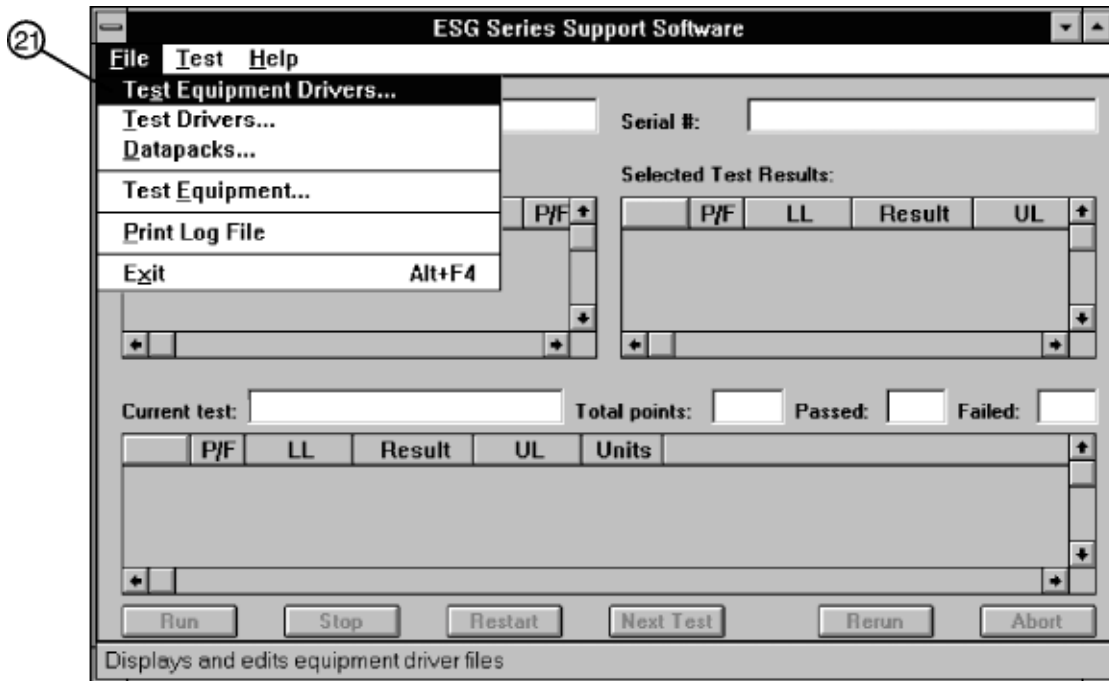 21
ESG Series Support Software
File Test Help
Test Equipment Drivers...
Test Drivers...
Datapacks...
Test Equipment...
Print Log File
Exit Alt+F4
Serial #:
Selected Test Results:
P/F
P/F LL Result UL
Current test: Total points: Passed: Failed:
P/F LL Result UL Units
Run Stop Restart Next Test Rerun Abort
Displays and edits equipment driver files